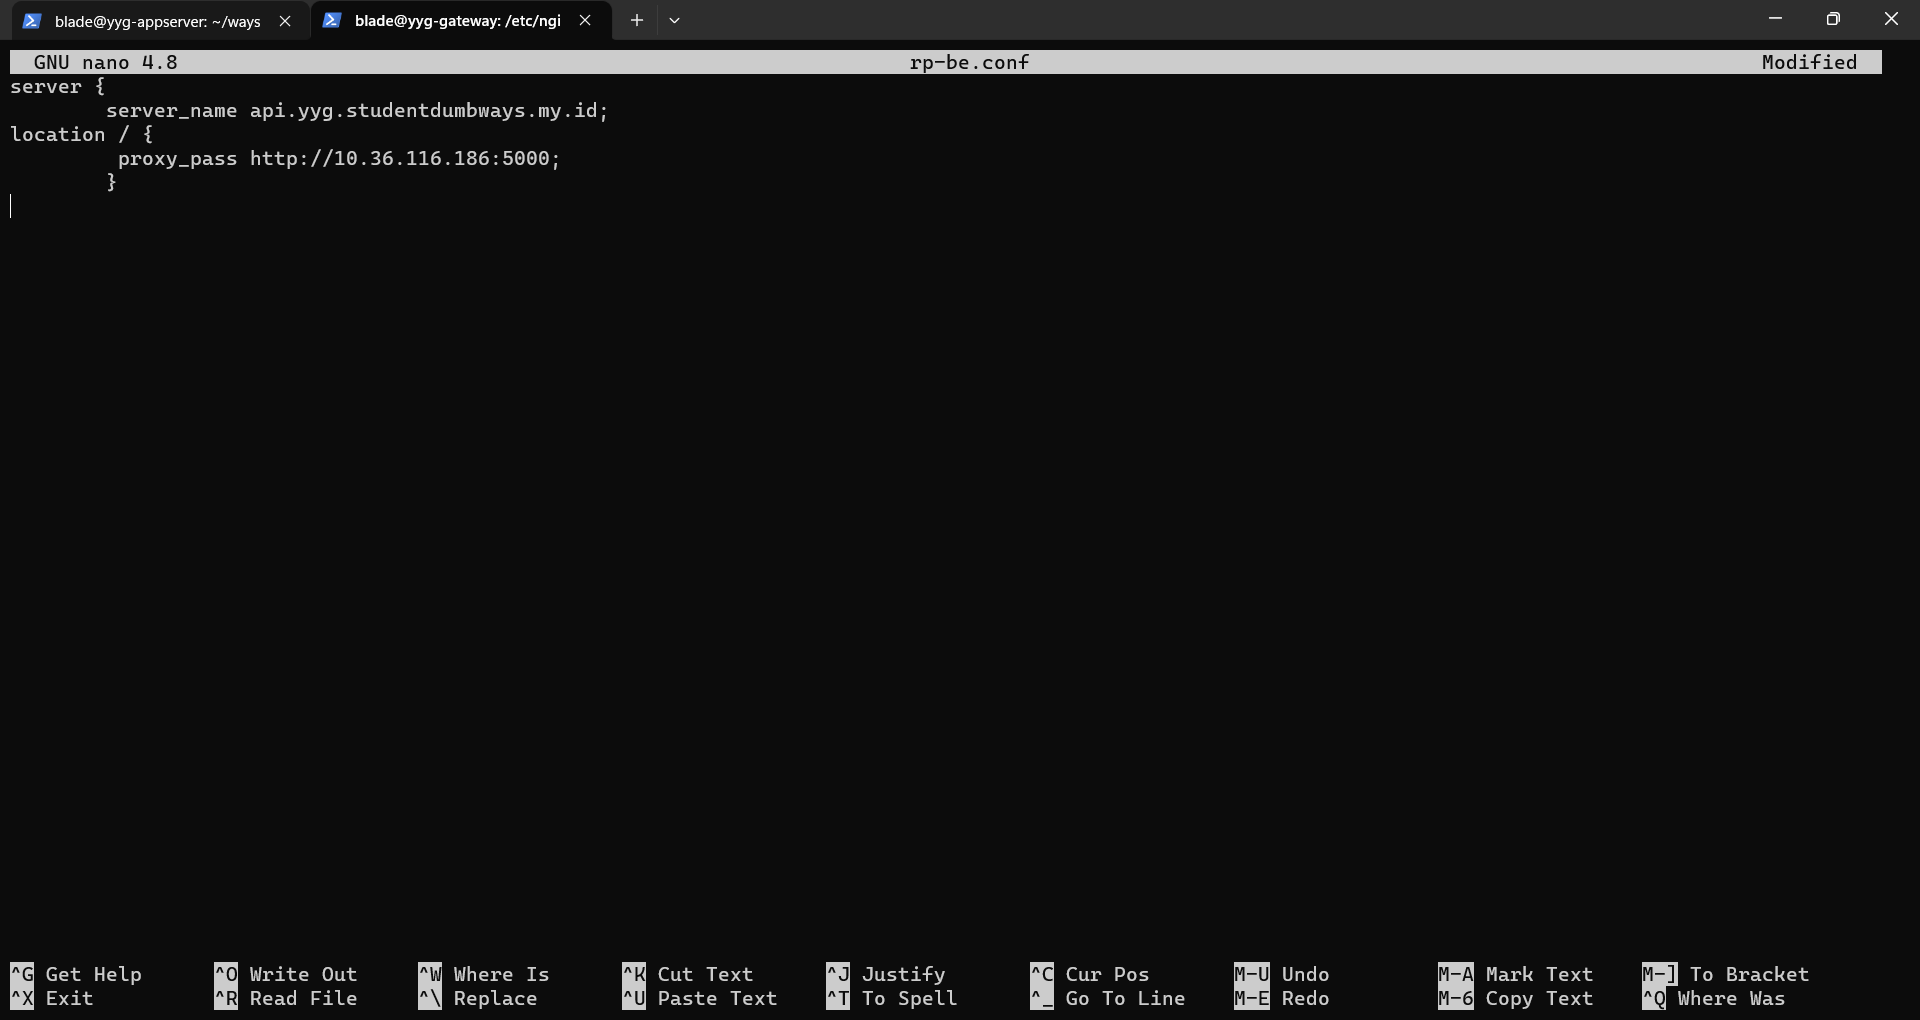 blade@yyg-appserver: ~/ways
blade@yyg-gateway: /etc/ngi
GNU nano 4.8 rp-be.conf Modified
server {
        server_name api.yyg.studentdumbways.my.id;
location / {
         proxy_pass http://10.36.116.186:5000;
        }
^G Get Help ^O Write Out ^W Where Is ^K Cut Text ^J Justify ^C Cur Pos M-U Undo M-A Mark Text M-] To Bracket
^X Exit ^R Read File ^\ Replace ^U Paste Text ^T To Spell ^_ Go To Line M-E Redo M-6 Copy Text ^Q Where Was